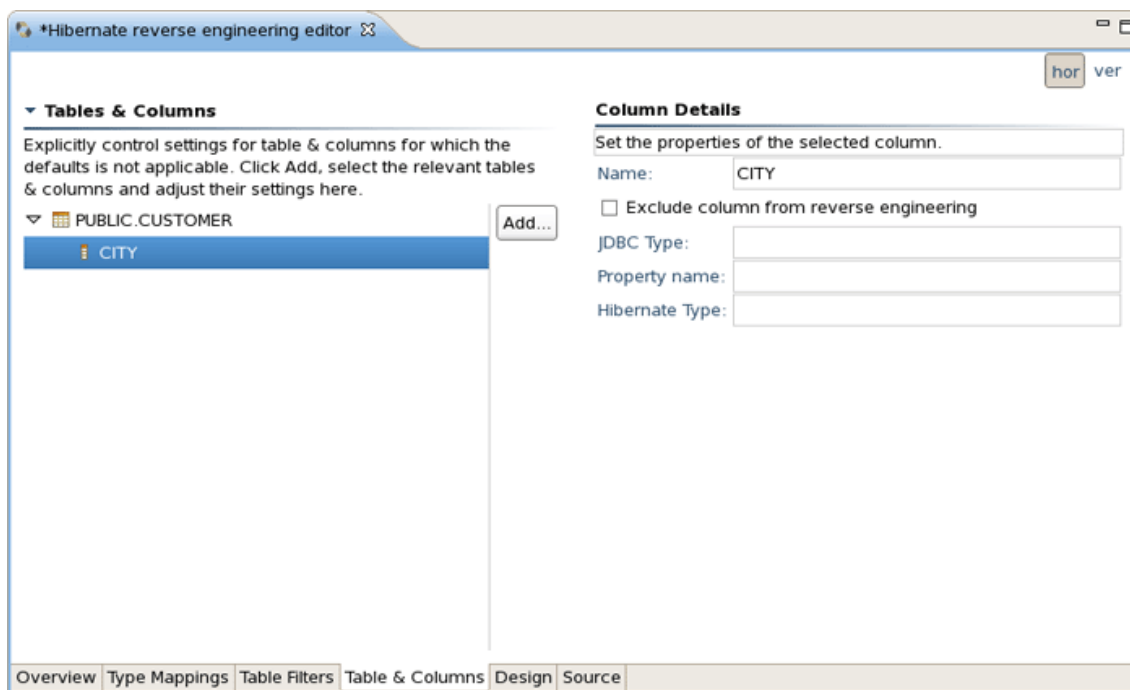 *Hibernate reverse engineering editor
hor ver
Tables & Columns
Explicitly control settings for table & columns for which the
defaults is not applicable. Click Add, select the relevant tables
& columns and adjust their settings here.
PUBLIC.CUSTOMER
CITY
Add...
Column Details
Set the properties of the selected column.
Name: CITY
Exclude column from reverse engineering
JDBC Type:
Property name:
Hibernate Type:
Overview Type Mappings Table Filters Table & Columns Design Source